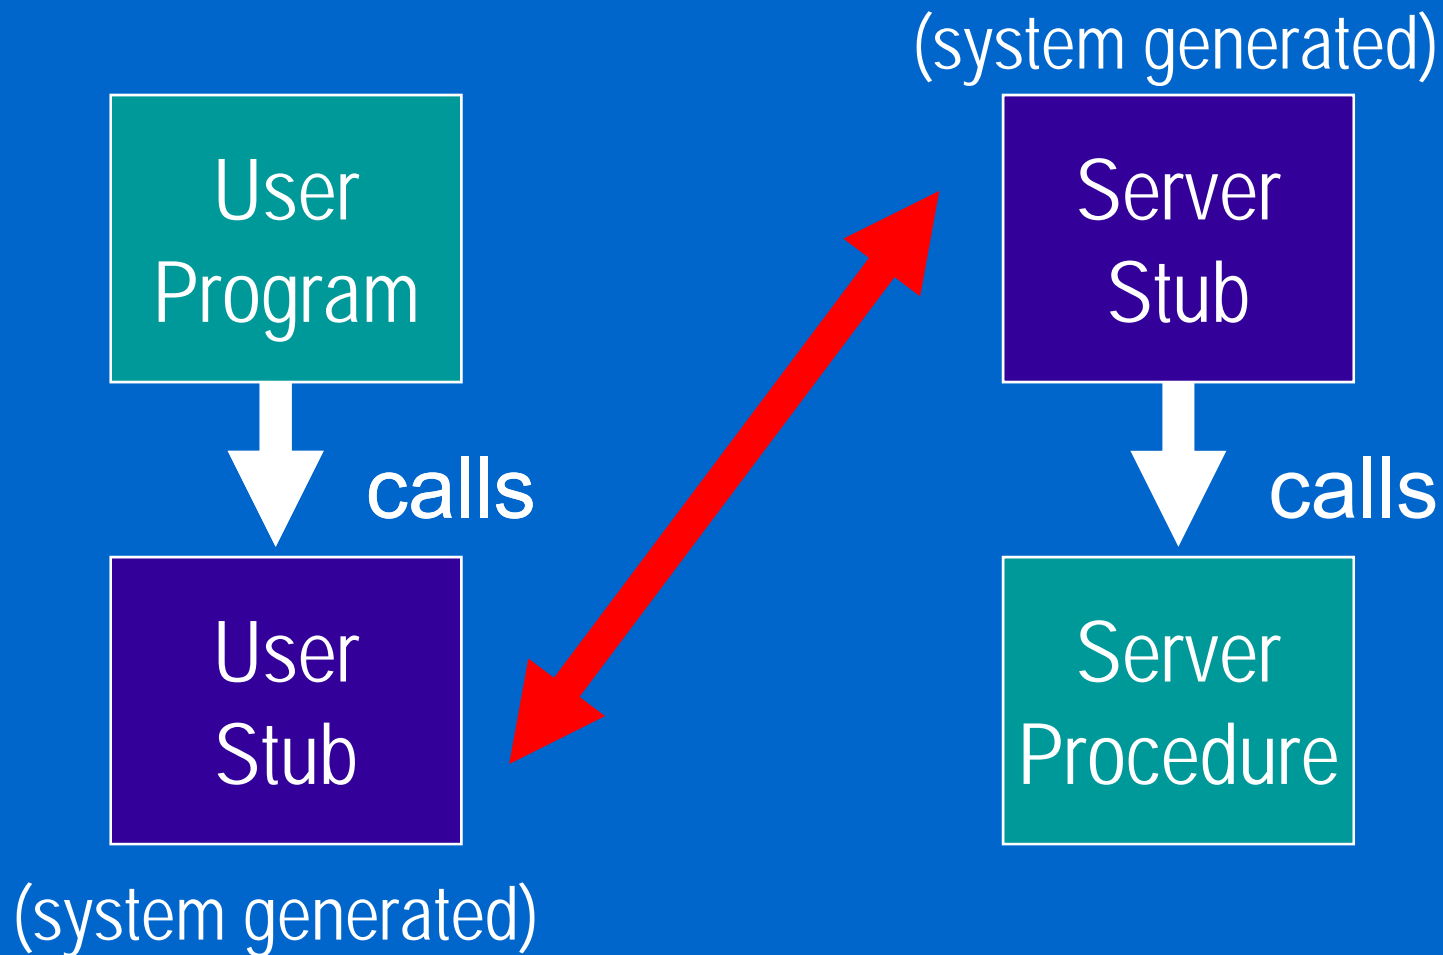 (system generated)
User
Program
Server
Stub
calls
calls
User
Stub
Server
Procedure
(system generated)